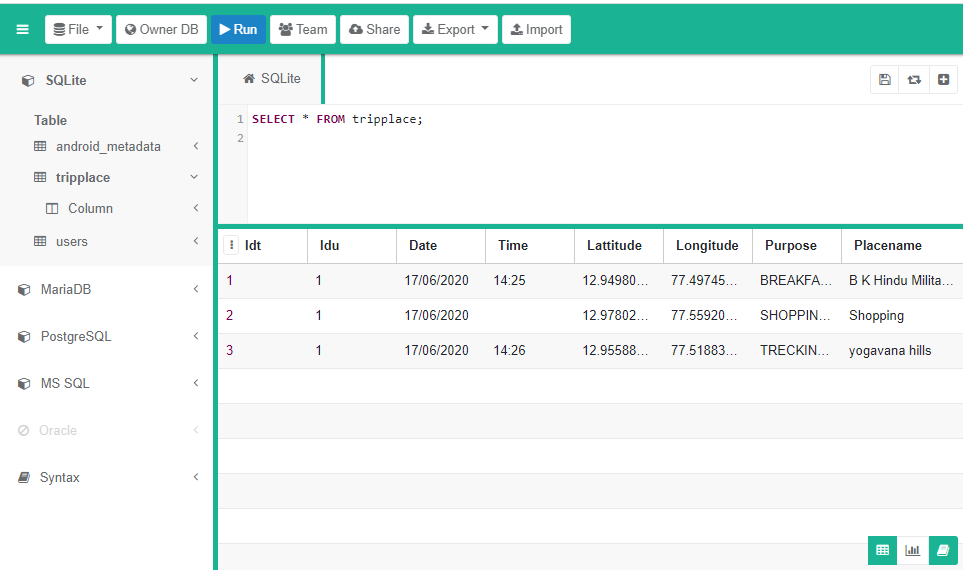 File Owner DB Run Team Share Export Import
SQLite
Table
android_metadata
tripplace
Column
users
MariaDB
PostgreSQL
MS SQL
Oracle
Syntax
SQLite
1 SELECT * FROM tripplace;
2
Idt Idu Date Time Lattitude Longitude Purpose Placename
1 1 17/06/2020 14:25 12.94980... 77.49745... BREAKFA... B K Hindu Milita...
2 1 17/06/2020 12.97802... 77.55920... SHOPPIN... Shopping
3 1 17/06/2020 14:26 12.95588... 77.51883... TRECKIN... yogavana hills